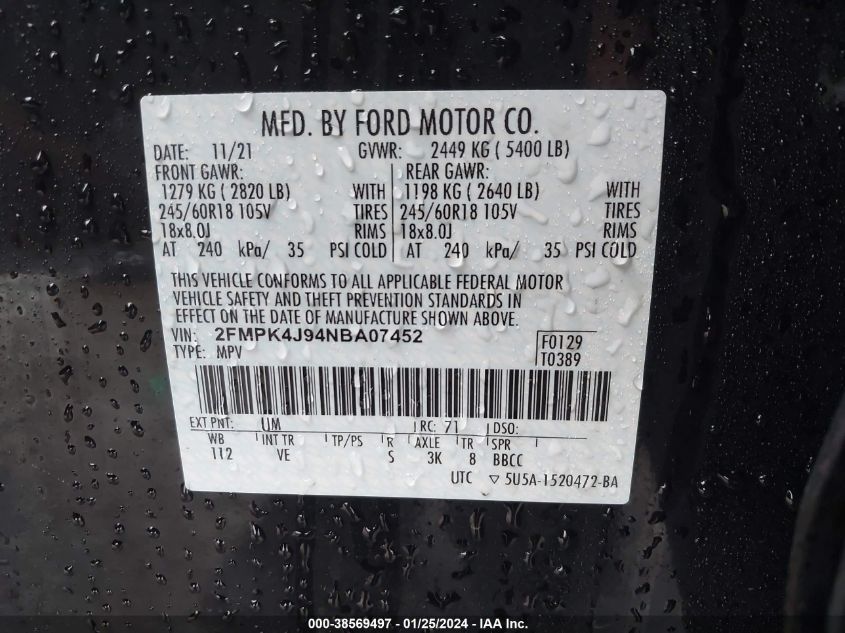 MFD. BY FORD MOTOR CO.
DATE: 11/21 GVWR: 2449 KG ( 5400 LB)
FRONT GAWR: REAR GAWR:
1279 KG ( 2820 LB) WITH 1198 KG ( 2640 LB) WITH
245/60R18 105V TIRES 245/60R18 105V TIRES
18x8.0J RIMS 18x8.0J RIMS
AT 240 kPa/ 35 PSI COLD AT 240 kPa/ 35 PSI COLD
THIS VEHICLE CONFORMS TO ALL APPLICABLE FEDERAL MOTOR
VEHICLE SAFETY AND THEFT PREVENTION STANDARDS IN
EFFECT ON THE DATE OF MANUFACTURE SHOWN ABOVE.
VIN: 2FMPK4J94NBA07452 F0129
TYPE: MPV T0389
EXT PNT: UM RC: 71 DSO:
WB INT TR TP/PS R AXLE TR SPR
112 VE S 3K 8 BBCC
UTC ▽ 5U5A-1520472-BA
000-38569497 - 01/25/2024 - IAA Inc.